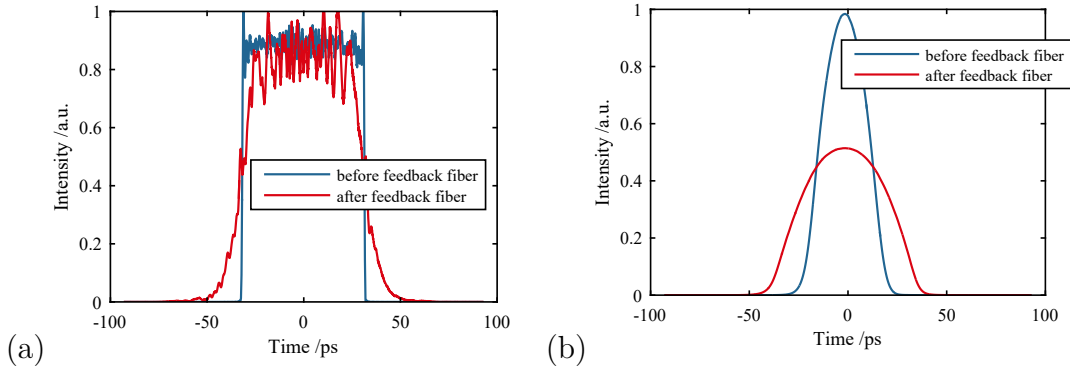 1
0.8
0.6
0.4
0.2
0
Intensity /a.u.
before feedback fiber
after feedback fiber
-100 -50 0 50 100
Time /ps
(a)
1
0.8
0.6
0.4
0.2
0
Intensity /a.u.
before feedback fiber
after feedback fiber
-100 -50 0 50 100
Time /ps
(b)